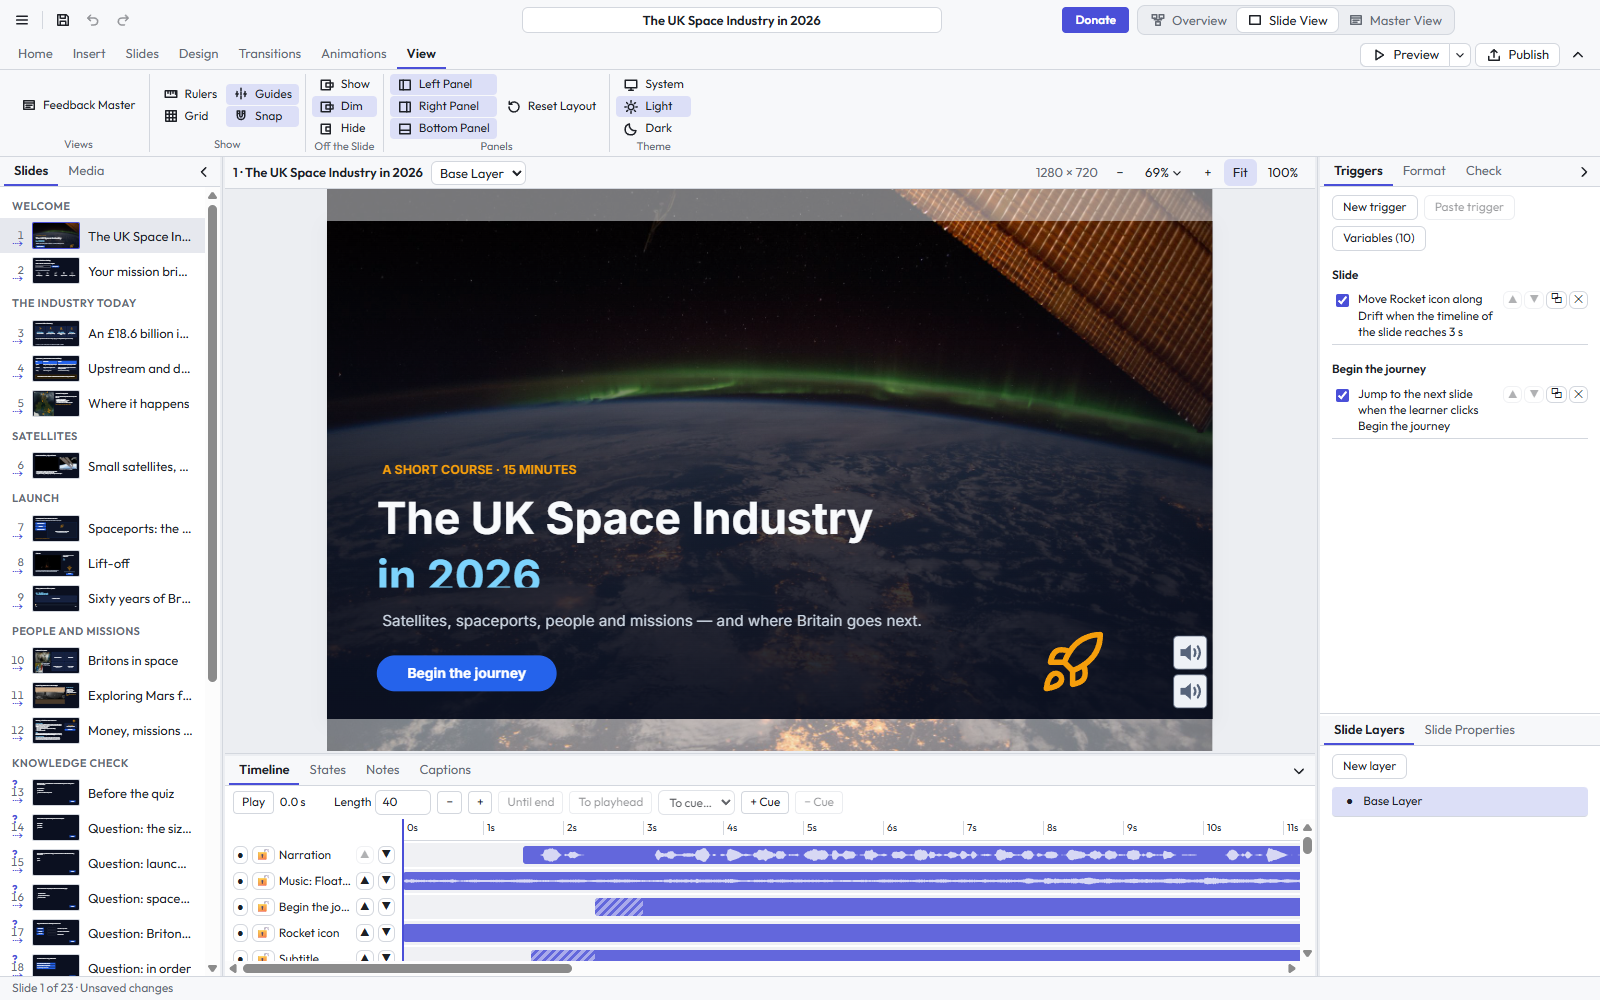 The UK Space Industry in 2026
Donate
Overview
Slide View
Master View
Home
Insert
Slides
Design
Transitions
Animations
View
Preview
Publish
Feedback Master
Views
Rulers
Guides
Grid
Snap
Show
Show
Dim
Hide
Off the Slide
Left Panel
Right Panel
Bottom Panel
Reset Layout
Panels
System
Light
Dark
Theme
Slides
Media
WELCOME
1 The UK Space In...
2 Your mission bri...
THE INDUSTRY TODAY
3 An £18.6 billion i...
4 Upstream and d...
5 Where it happens
SATELLITES
6 Small satellites, ...
LAUNCH
7 Spaceports: the ...
8 Lift-off
9 Sixty years of Br...
PEOPLE AND MISSIONS
10 Britons in space
11 Exploring Mars f...
12 Money, missions ...
KNOWLEDGE CHECK
? 13 Before the quiz
? 14 Question: the siz...
? 15 Question: launc...
? 16 Question: space...
? 17 Question: Briton...
? 18 Question: in order
1 · The UK Space Industry in 2026
Base Layer
1280 × 720
−
69%
+
Fit
100%
A SHORT COURSE · 15 MINUTES
The UK Space Industry
in 2026
Satellites, spaceports, people and missions — and where Britain goes next.
Begin the journey
Timeline
States
Notes
Captions
Play
0.0 s
Length
40
−
+
Until end
To playhead
To cue...
+ Cue
− Cue
0s 1s 2s 3s 4s 5s 6s 7s 8s 9s 10s 11s
Narration
Music: Float...
Begin the jo...
Rocket icon
Subtitle
Triggers
Format
Check
New trigger
Paste trigger
Variables (10)
Slide
Move Rocket icon along
Drift when the timeline of
the slide reaches 3 s
Begin the journey
Jump to the next slide
when the learner clicks
Begin the journey
Slide Layers
Slide Properties
New layer
Base Layer
Slide 1 of 23 · Unsaved changes